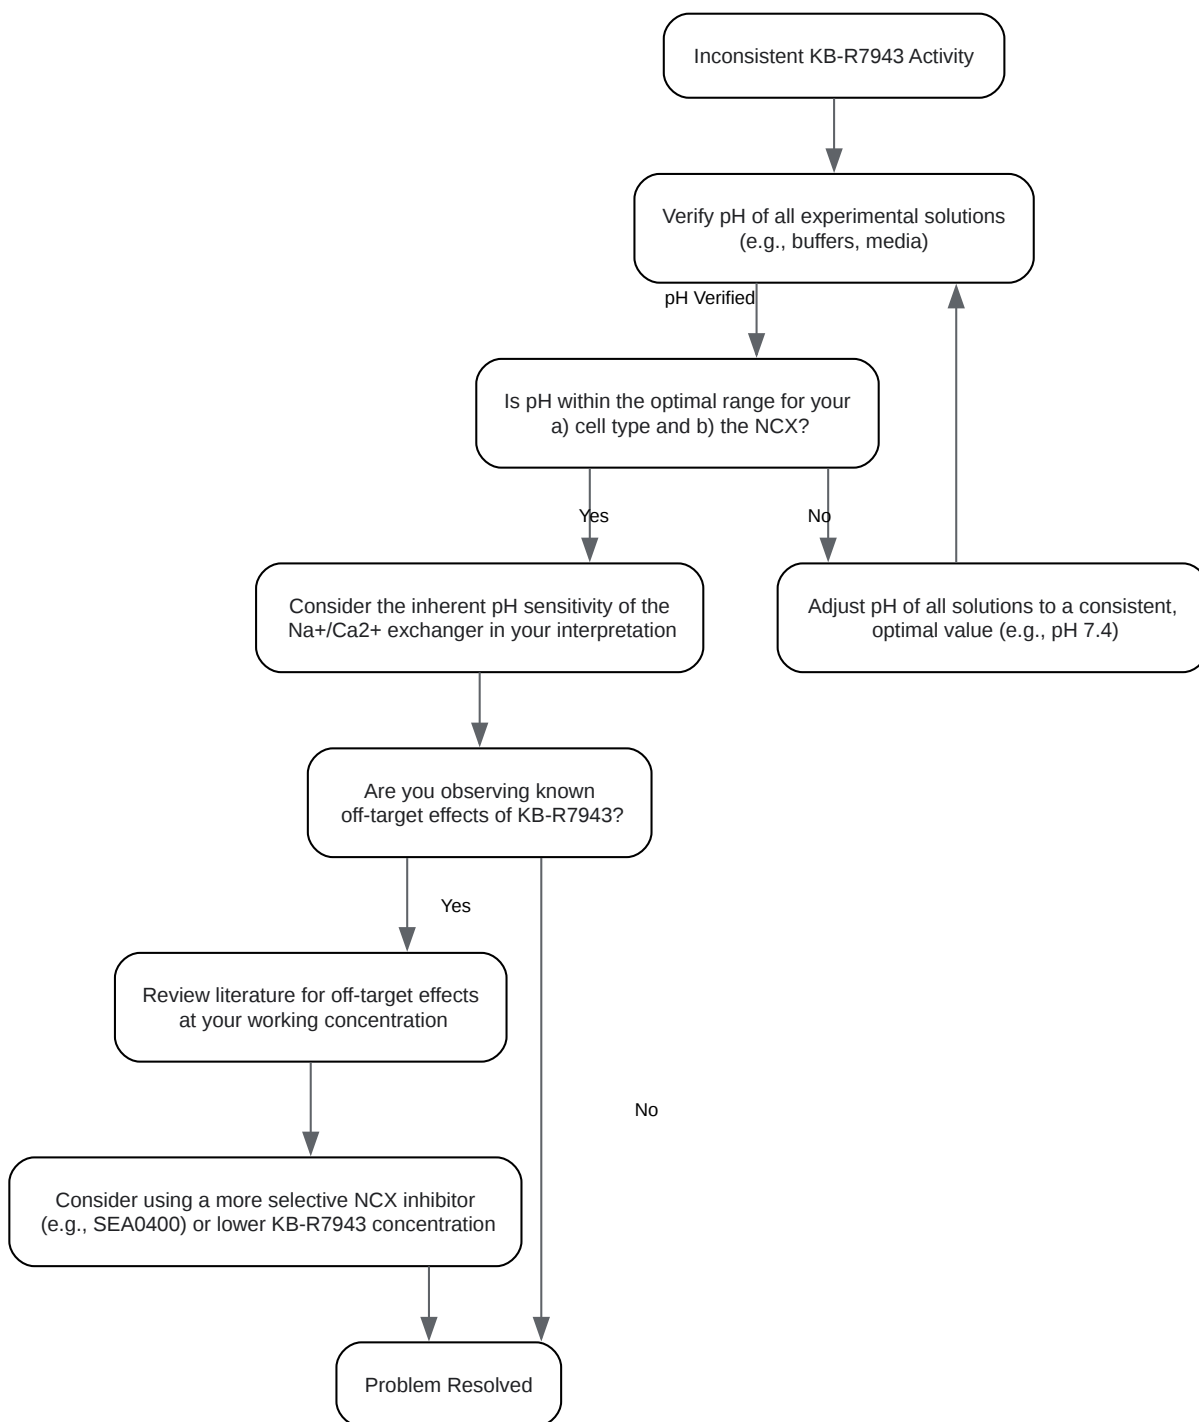 Inconsistent KB-R7943 Activity
Verify pH of all experimental solutions
(e.g., buffers, media)
pH Verified
Is pH within the optimal range for your
a) cell type and b) the NCX?
Yes
No
Consider the inherent pH sensitivity of the
Na+/Ca2+ exchanger in your interpretation
Adjust pH of all solutions to a consistent,
optimal value (e.g., pH 7.4)
Are you observing known
off-target effects of KB-R7943?
Yes
Review literature for off-target effects
at your working concentration
No
Consider using a more selective NCX inhibitor
(e.g., SEA0400) or lower KB-R7943 concentration
Problem Resolved